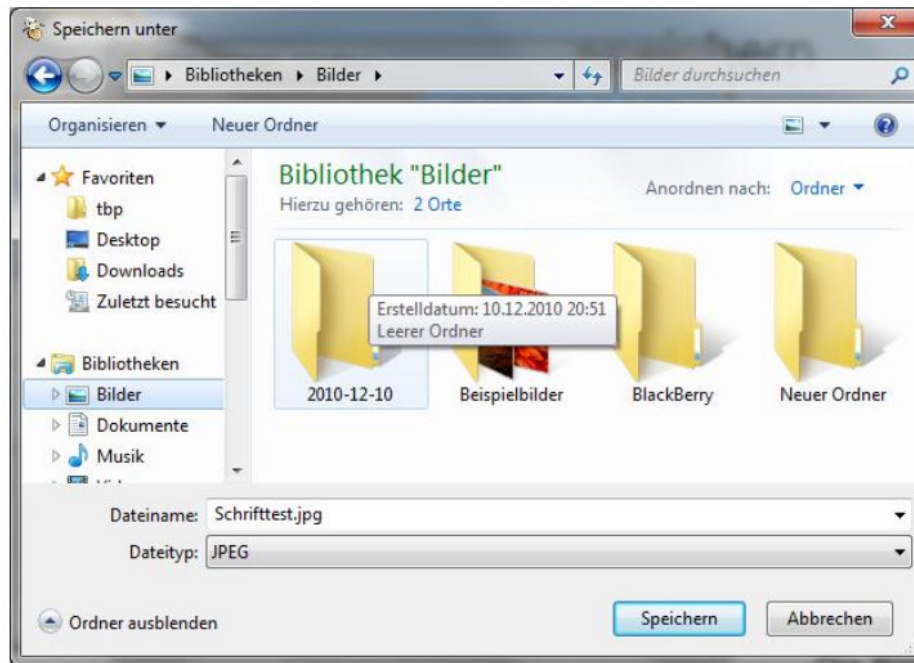 Speichern unter
Bibliotheken Bilder
Bilder durchsuchen
Organisieren Neuer Ordner
Favoriten
tbp
Desktop
Downloads
Zuletzt besucht
Bibliotheken
Bilder
Dokumente
Musik
Bibliothek "Bilder"
Hierzu gehören: 2 Orte
Anordnen nach: Ordner
Erstelldatum: 10.12.2010 20:51
Leerer Ordner
2010-12-10
Beispielbilder
BlackBerry
Neuer Ordner
Dateiname: Schrifttest.jpg
Dateityp: JPEG
Ordner ausblenden
Speichern
Abbrechen